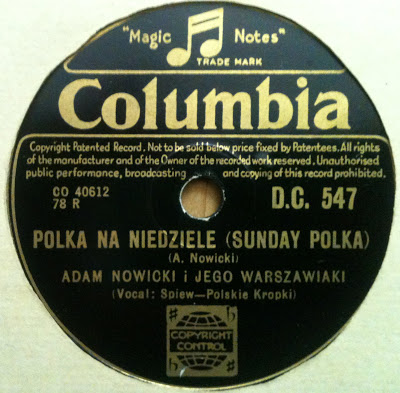 "Magic Notes"
TRADE MARK
Columbia
Copyright Patented Record. Not to be sold below price fixed by Patentees. All rights
of the manufacturer and of the Owner of the recorded work reserved. Unauthorised
public performance, broadcasting and copying of this record prohibited.
CO 40612
78 R
D.C. 547
POLKA NA NIEDZIELE (SUNDAY POLKA)
(A. Nowicki)
ADAM NOWICKI i JEGO WARSZAWIAKI
(Vocal: Spiew—Polskie Kropki)
COPYRIGHT
CONTROL